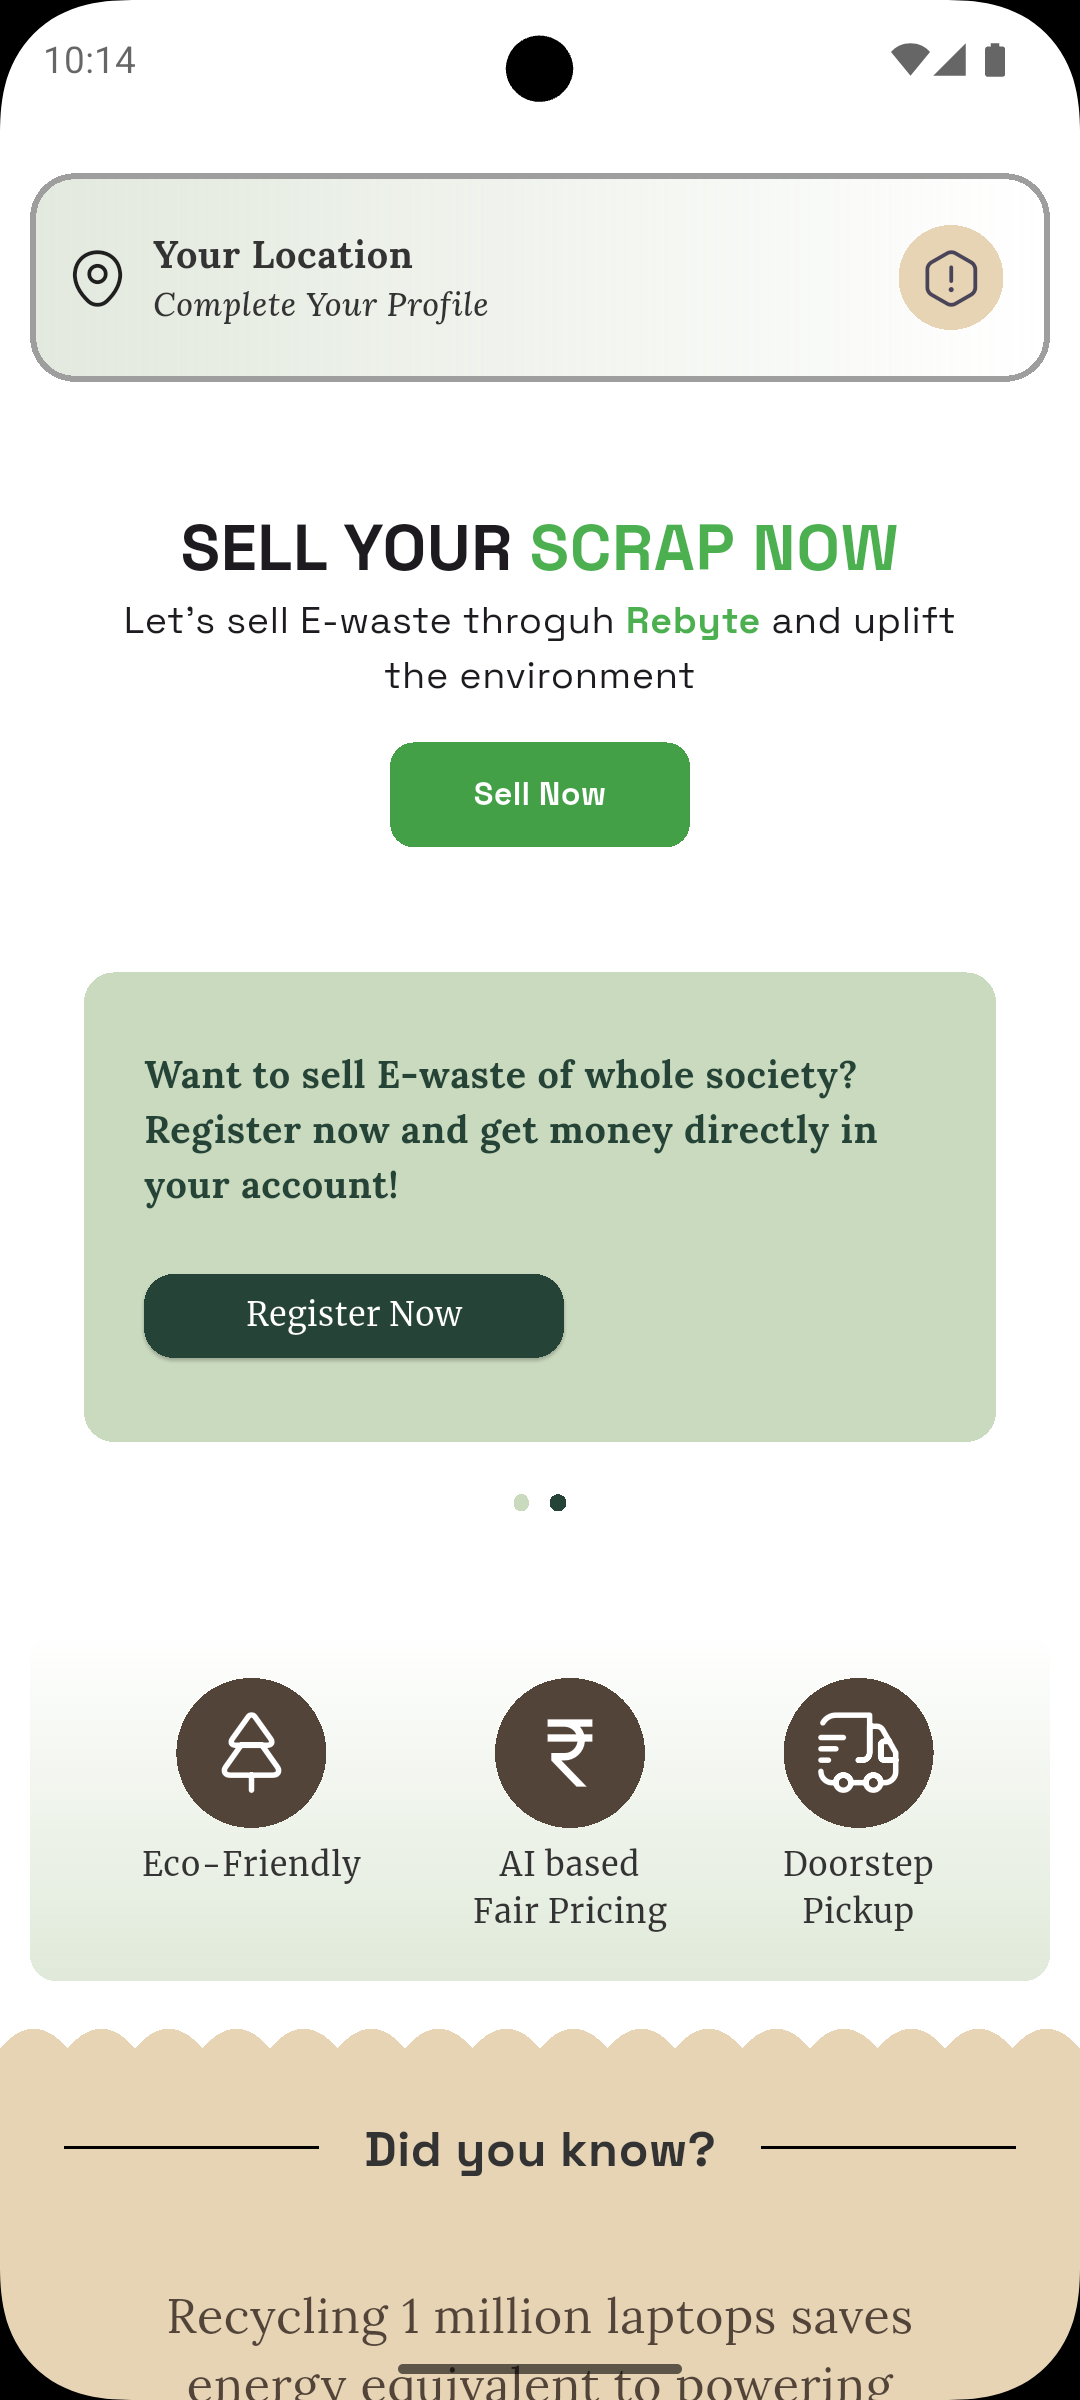 10:14
Your Location
Complete Your Profile
SELL YOUR SCRAP NOW
Let's sell E-waste throguh Rebyte and uplift
the environment
Sell Now
Want to sell E-waste of whole society?
Register now and get money directly in
your account!
Register Now
₹
Eco-Friendly
AI based
Fair Pricing
Doorstep
Pickup
Did you know?
Recycling 1 million laptops saves
energy equivalent to powering